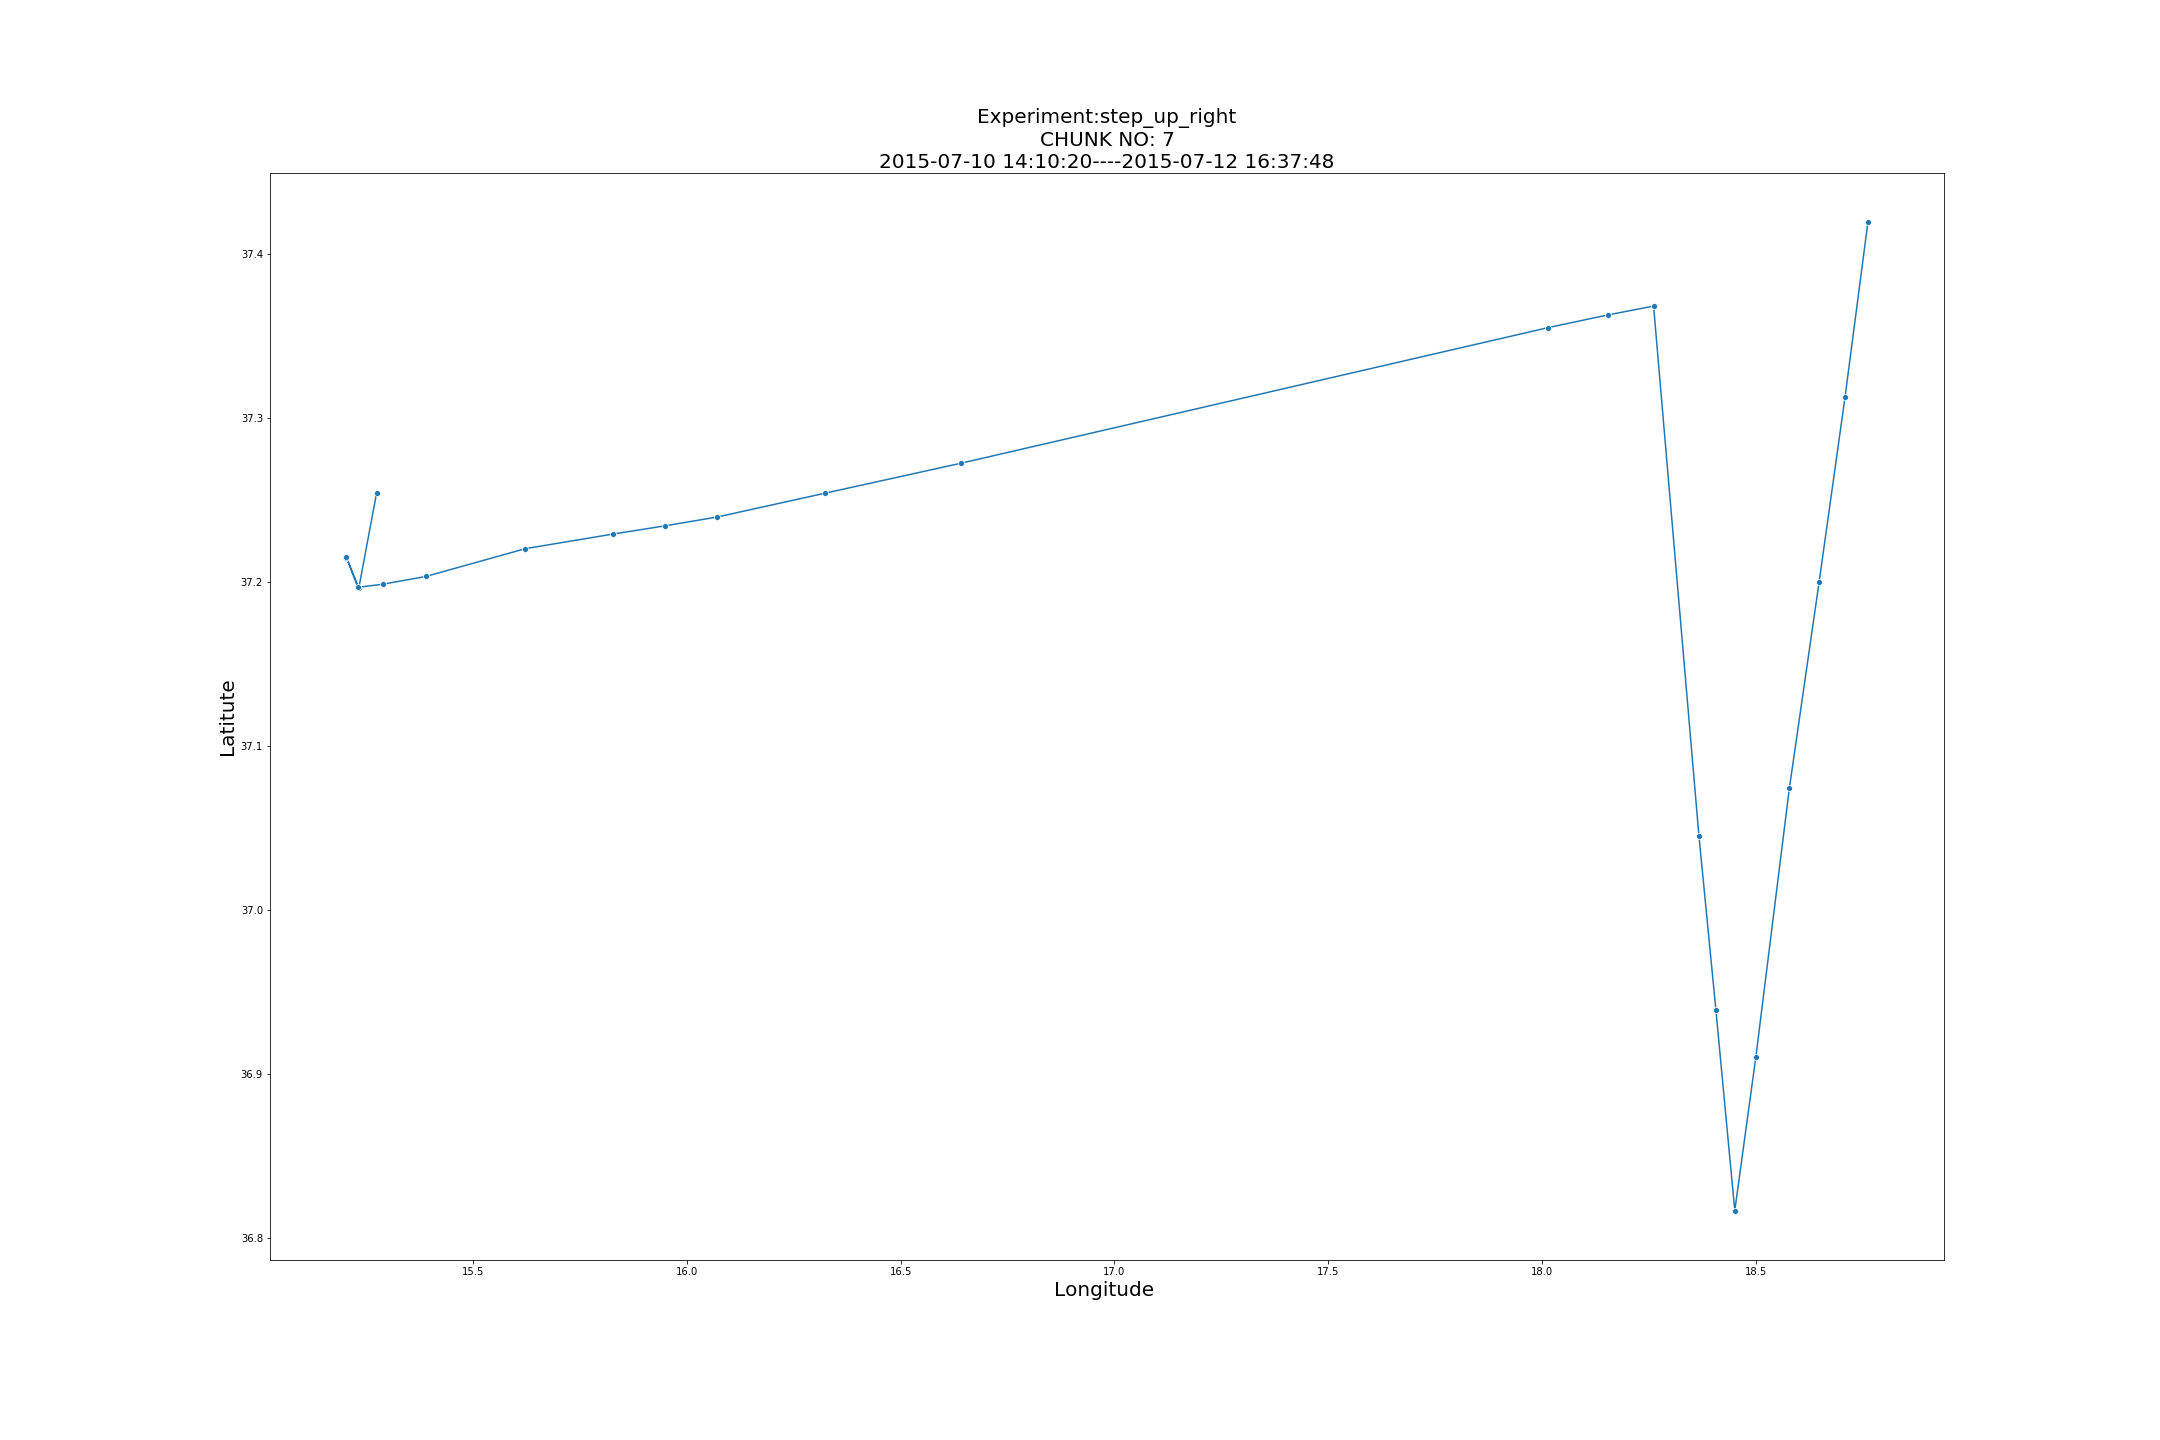 Experiment:step_up_right
CHUNK NO: 7
2015-07-10 14:10:20----2015-07-12 16:37:48
Latitute
37.4
37.3
37.2
37.1
37.0
36.9
36.8
15.5 16.0 16.5 17.0 17.5 18.0 18.5
Longitude